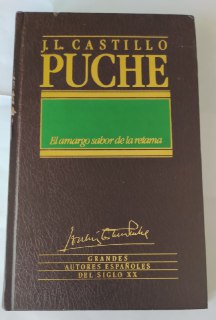 J.L. CASTILLO
PUCHE
El amargo sabor de la retama
GRANDES
AUTORES ESPAÑOLES
DEL SIGLO XX